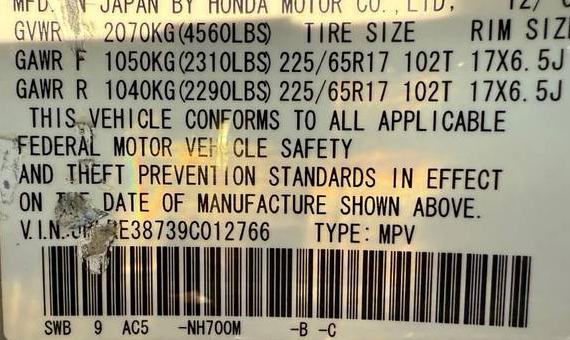 MFD. IN JAPAN BY HONDA MOTOR CO., LTD,
GVWR 2070KG(4560LBS) TIRE SIZE RIM SIZ
GAWR F 1050KG(2310LBS) 225/65R17 102T 17X6.5J
GAWR R 1040KG(2290LBS) 225/65R17 102T 17X6.5J
THIS VEHICLE CONFORMS TO ALL APPLICABLE
FEDERAL MOTOR VEHICLE SAFETY
AND THEFT PREVENTION STANDARDS IN EFFECT
ON THE DATE OF MANUFACTURE SHOWN ABOVE.
V.I.N. E38739C012766 TYPE: MPV
SWB 9 AC5 -NH700M -B -C